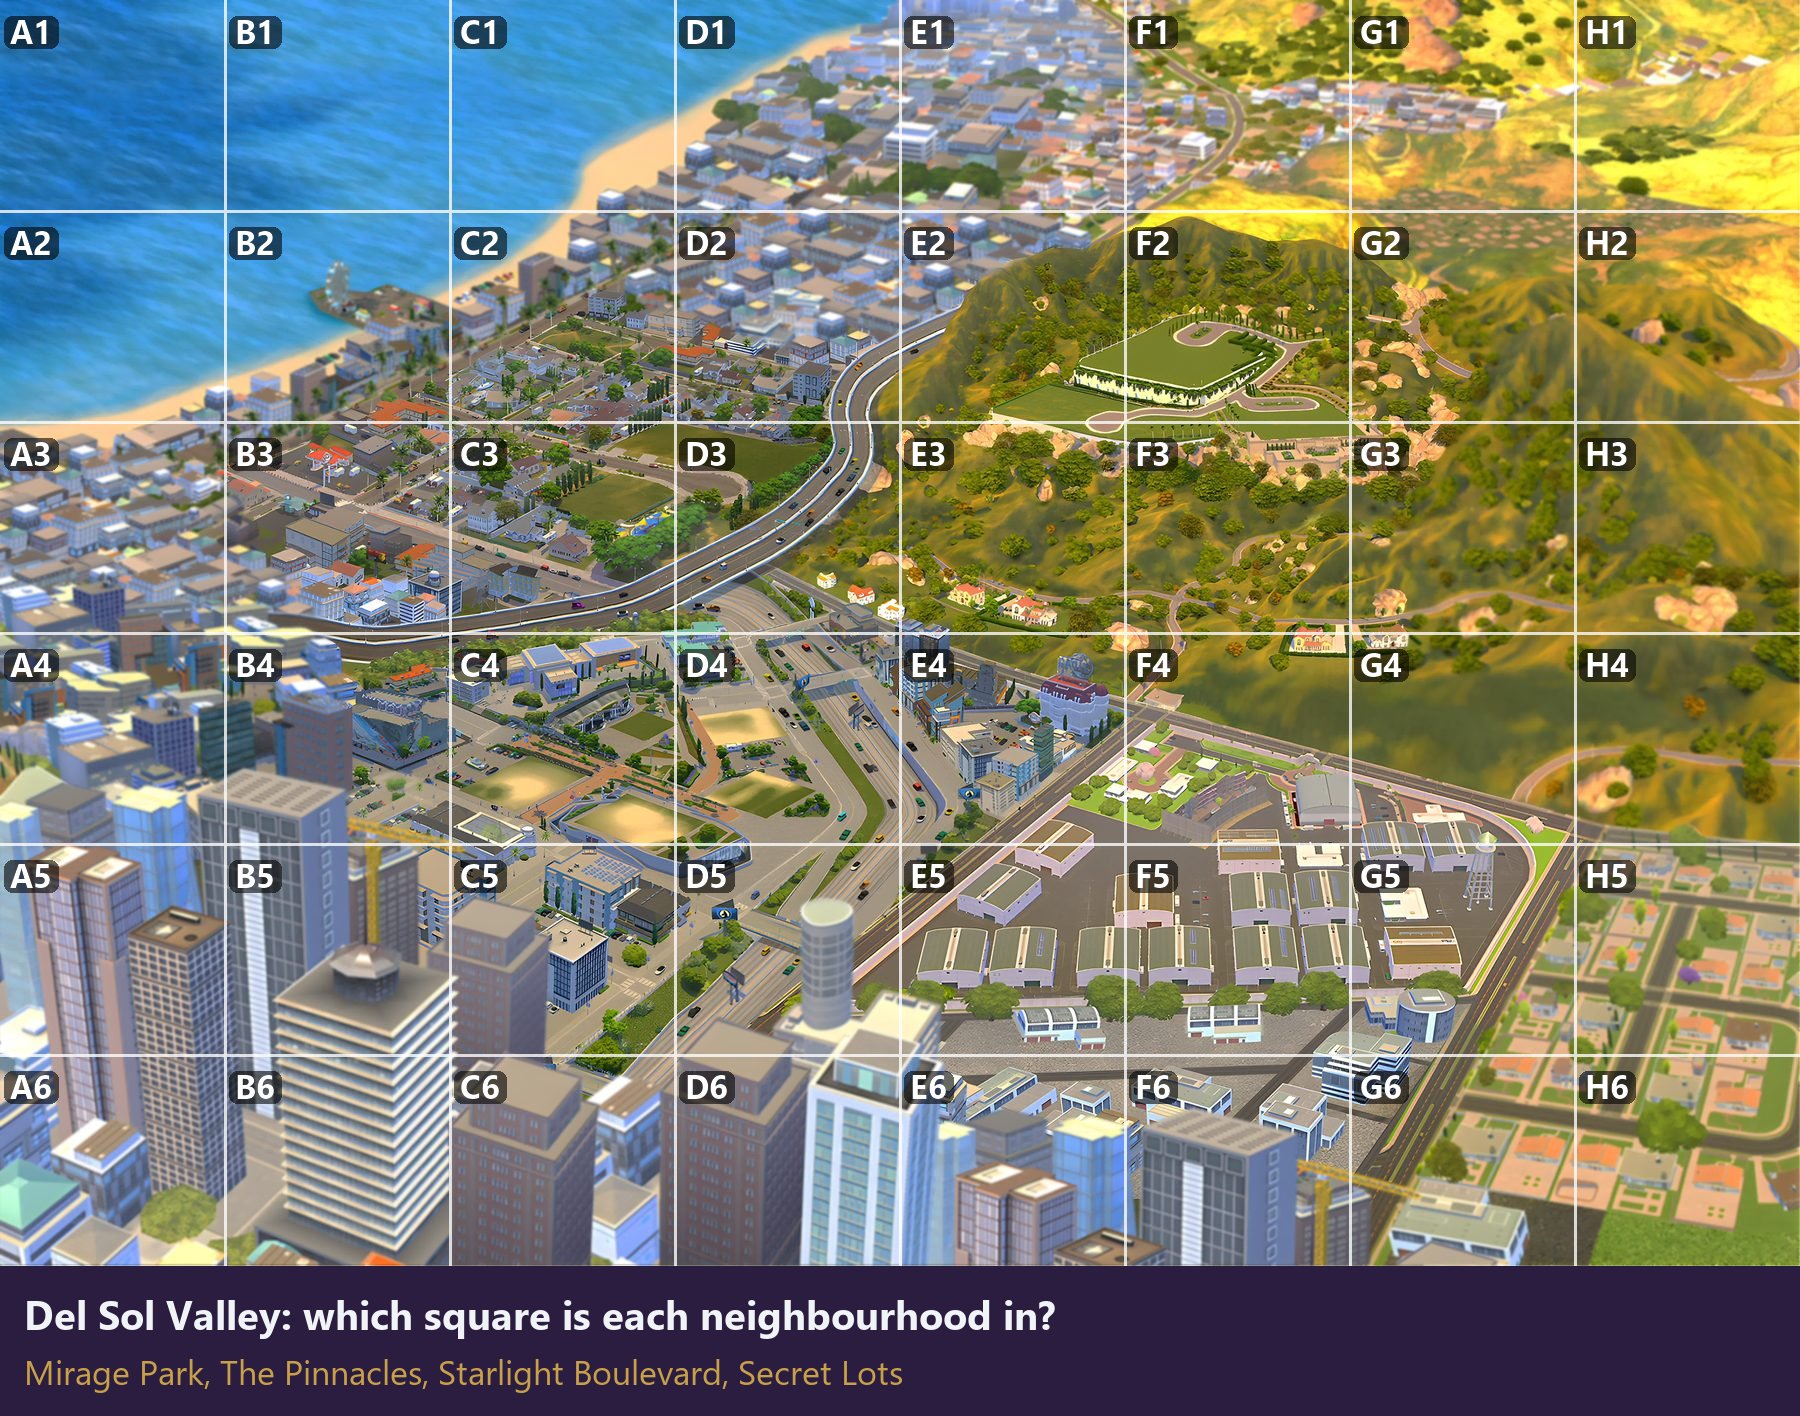 A1 B1 C1 D1 E1 F1 G1 H1
A2 B2 C2 D2 E2 F2 G2 H2
A3 B3 C3 D3 E3 F3 G3 H3
A4 B4 C4 D4 E4 F4 G4 H4
A5 B5 C5 D5 E5 F5 G5 H5
A6 B6 C6 D6 E6 F6 G6 H6
Del Sol Valley: which square is each neighbourhood in?
Mirage Park, The Pinnacles, Starlight Boulevard, Secret Lots